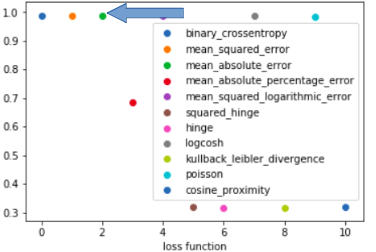 1.0
0.9
0.8
0.7
0.6
0.5
0.4
0.3
binary_crossentropy
mean_squared_error
mean_absolute_error
mean_absolute_percentage_error
mean_squared_logarithmic_error
squared_hinge
hinge
logcosh
kullback_leibler_divergence
poisson
cosine_proximity
0 2 4 6 8 10
loss function